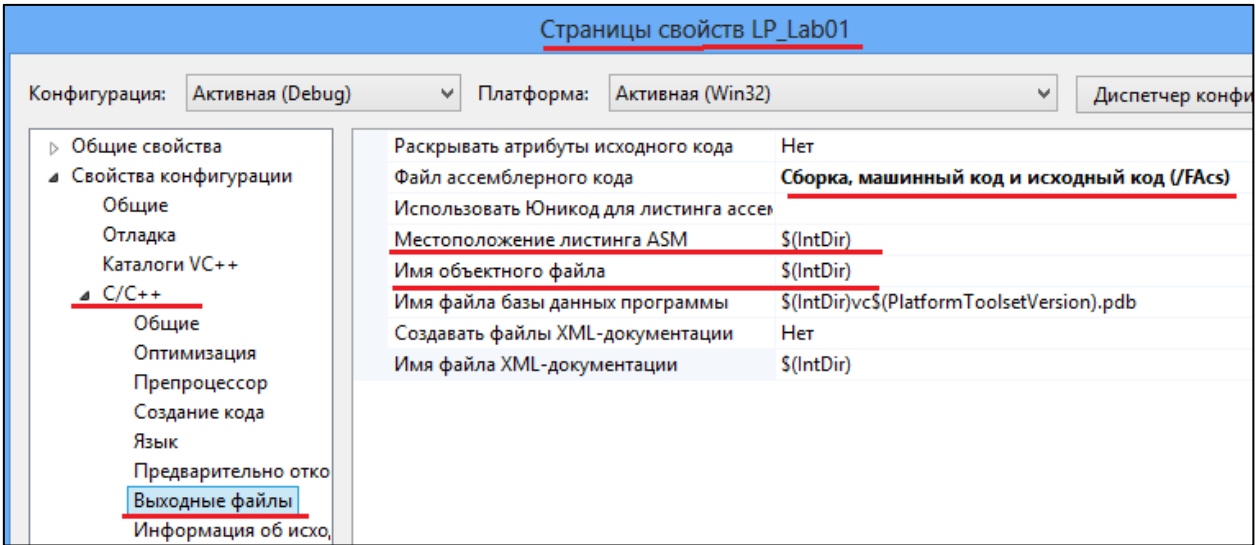 Страницы свойств LP_Lab01
Конфигурация: Активная (Debug) Платформа: Активная (Win32) Диспетчер конфи
Общие свойства
Свойства конфигурации
Общие
Отладка
Каталоги VC++
C/C++
Общие
Оптимизация
Препроцессор
Создание кода
Язык
Предварительно отко
Выходные файлы
Информация об исхо,
Раскрывать атрибуты исходного кода Нет
Файл ассемблерного кода Сборка, машинный код и исходный код (/FAcs)
Использовать Юникод для листинга ассем
Местоположение листинга ASM $(IntDir)
Имя объектного файла $(IntDir)
Имя файла базы данных программы $(IntDir)vc$(PlatformToolsetVersion).pdb
Создавать файлы XML-документации Нет
Имя файла XML-документации $(IntDir)